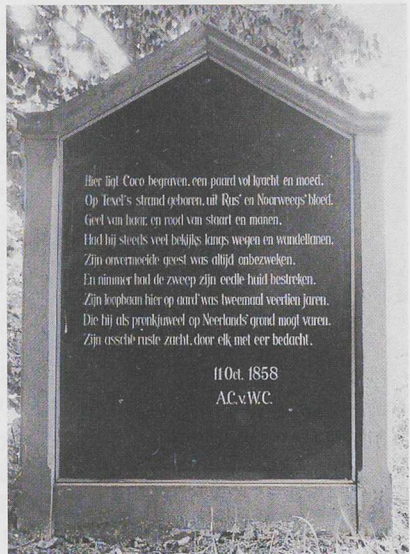 Hier ligt Coco begraven, een paard vol kracht en moed.
Op Texel's strand geboren, uit Rus' en Noorweegs' bloed.
Geel van haar, en rood van staart en manen.
Had hij steeds veel bekijks langs wegen en wandellanen.
Zijn onvermoeide geest was altijd onbezweken.
En nimmer had de zweep zijn eedle huid bestreken.
Zijn loopbaan hier op aard' was tweemaal veertien jaren.
Die hij als pronkjuweel op Neerlands' grond mogt varen.
Zijn assche ruste zacht, door elk met eer bedacht.
11 Oct. 1858
A.C.v.W.C.